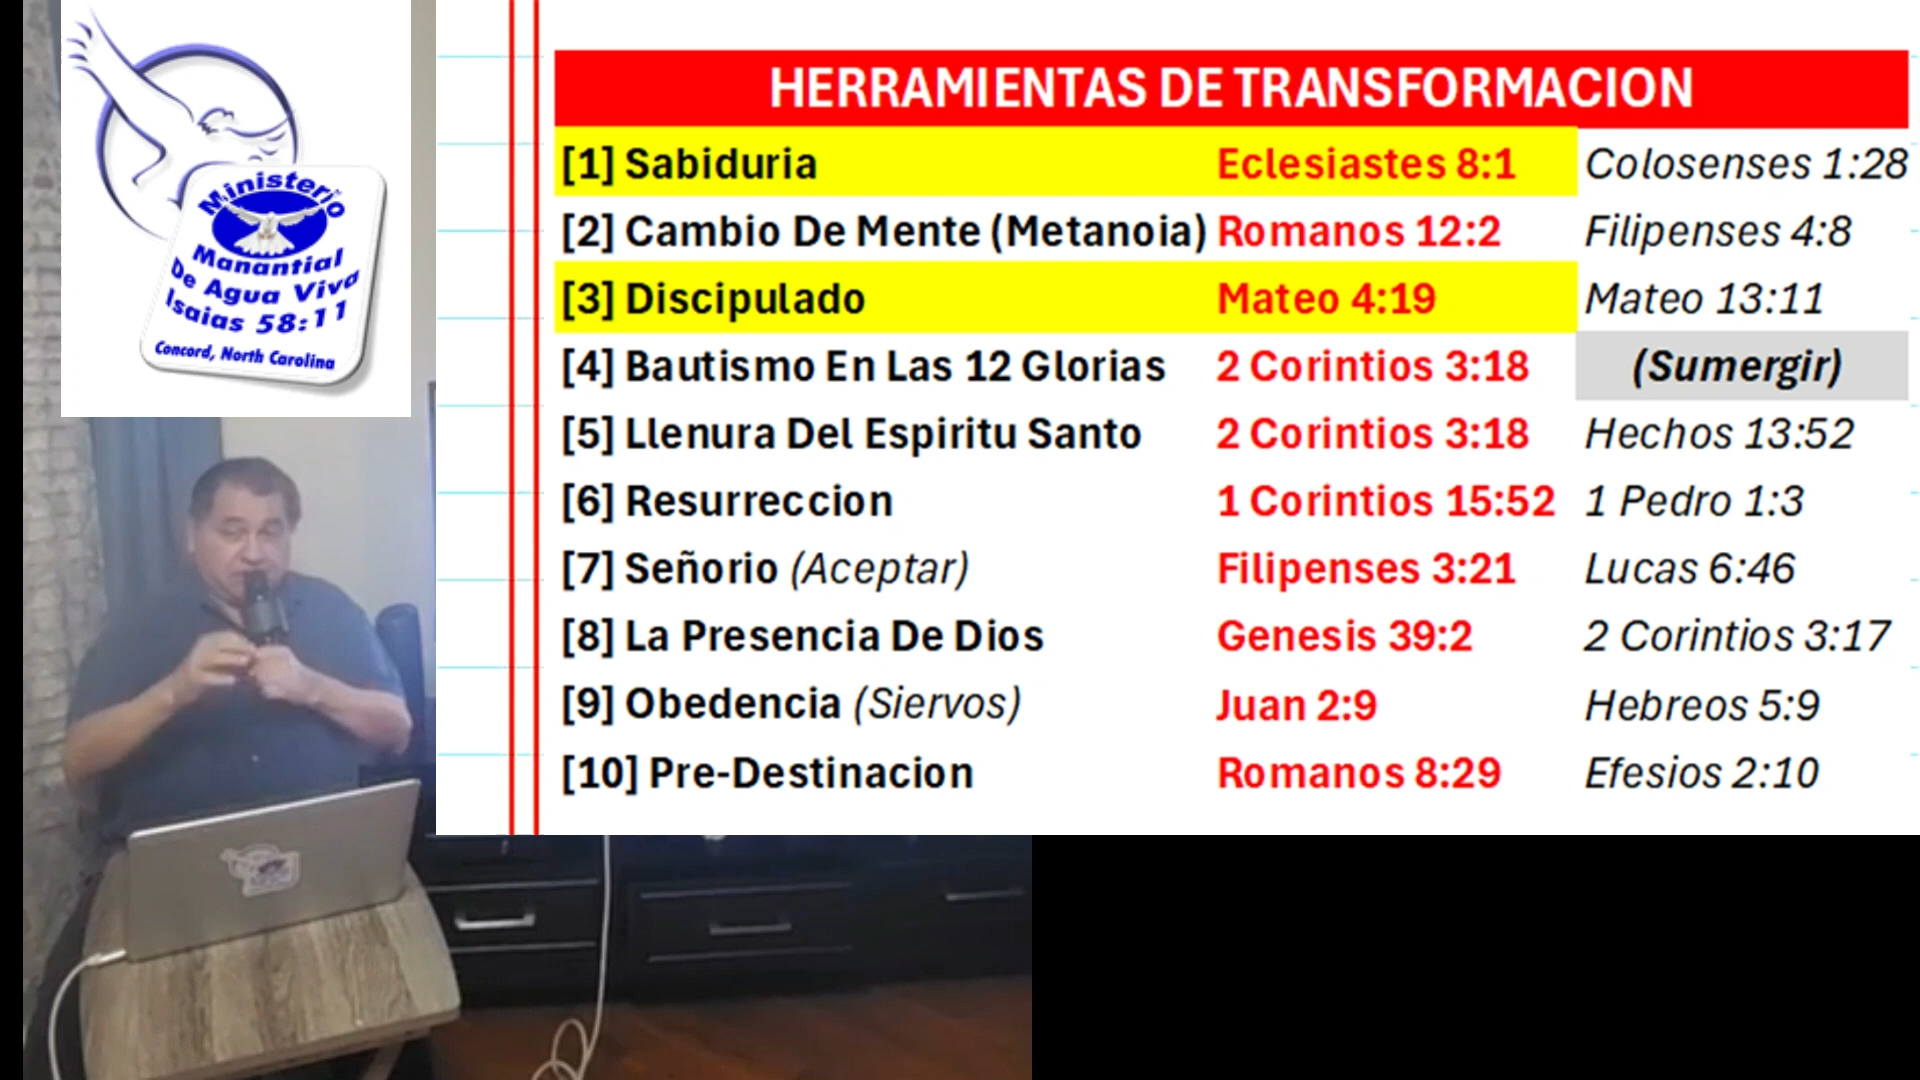 Ministerio
Manantial
De Agua Viva
Isaias 58:11
Concord, North Carolina
HERRAMIENTAS DE TRANSFORMACION
[1] Sabiduria Eclesiastes 8:1 Colosenses 1:28
[2] Cambio De Mente (Metanoia) Romanos 12:2 Filipenses 4:8
[3] Discipulado Mateo 4:19 Mateo 13:11
[4] Bautismo En Las 12 Glorias 2 Corintios 3:18 (Sumergir)
[5] Llenura Del Espiritu Santo 2 Corintios 3:18 Hechos 13:52
[6] Resurreccion 1 Corintios 15:52 1 Pedro 1:3
[7] Señorio (Aceptar) Filipenses 3:21 Lucas 6:46
[8] La Presencia De Dios Genesis 39:2 2 Corintios 3:17
[9] Obedencia (Siervos) Juan 2:9 Hebreos 5:9
[10] Pre-Destinacion Romanos 8:29 Efesios 2:10